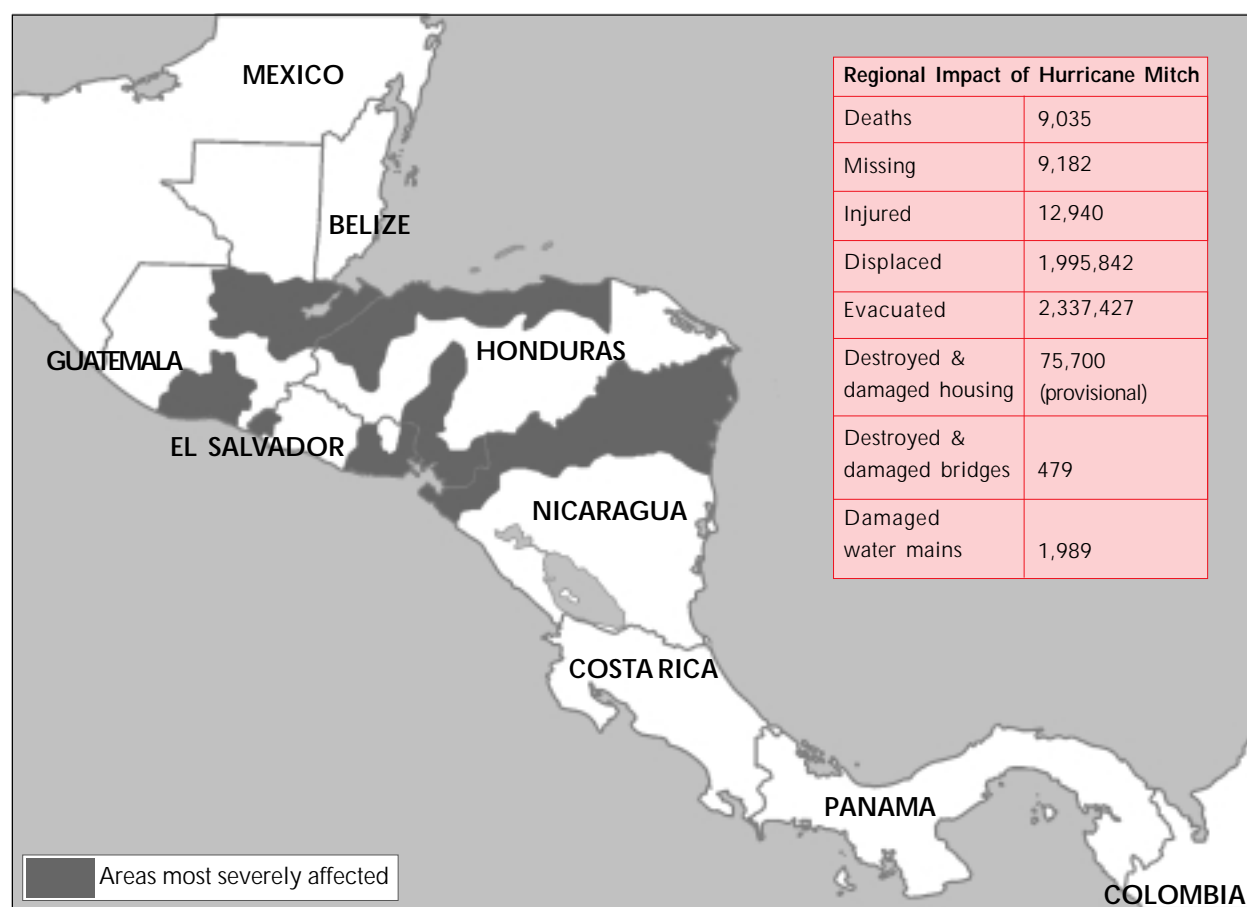 MEXICO
BELIZE
GUATEMALA
HONDURAS
EL SALVADOR
NICARAGUA
COSTA RICA
PANAMA
COLOMBIA
Regional Impact of Hurricane Mitch
Deaths 9,035
Missing 9,182
Injured 12,940
Displaced 1,995,842
Evacuated 2,337,427
Destroyed & 75,700
damaged housing (provisional)
Destroyed &
damaged bridges 479
Damaged
water mains 1,989
Areas most severely affected